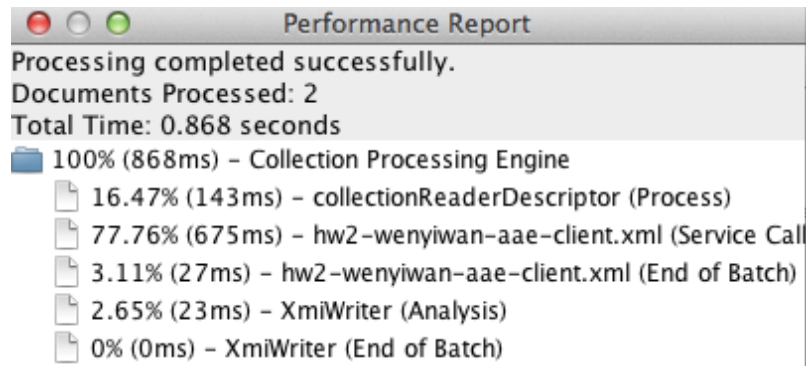 Performance Report
Processing completed successfully.
Documents Processed: 2
Total Time: 0.868 seconds
100% (868ms) – Collection Processing Engine
16.47% (143ms) – collectionReaderDescriptor (Process)
77.76% (675ms) – hw2-wenyiwan-aae-client.xml (Service Call
3.11% (27ms) – hw2-wenyiwan-aae-client.xml (End of Batch)
2.65% (23ms) – XmiWriter (Analysis)
0% (0ms) – XmiWriter (End of Batch)